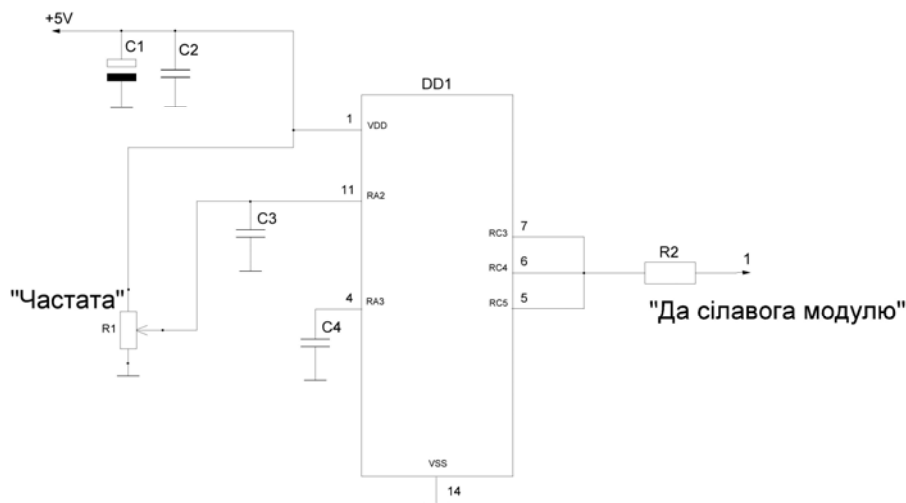 +5V
C1
C2
DD1
1
VDD
11
RA2
C3
7
RC3
R2
1
6
RC4
"Частата"
4
RA3
5
RC5
"Да сілавога модулю"
R1
C4
VSS
14